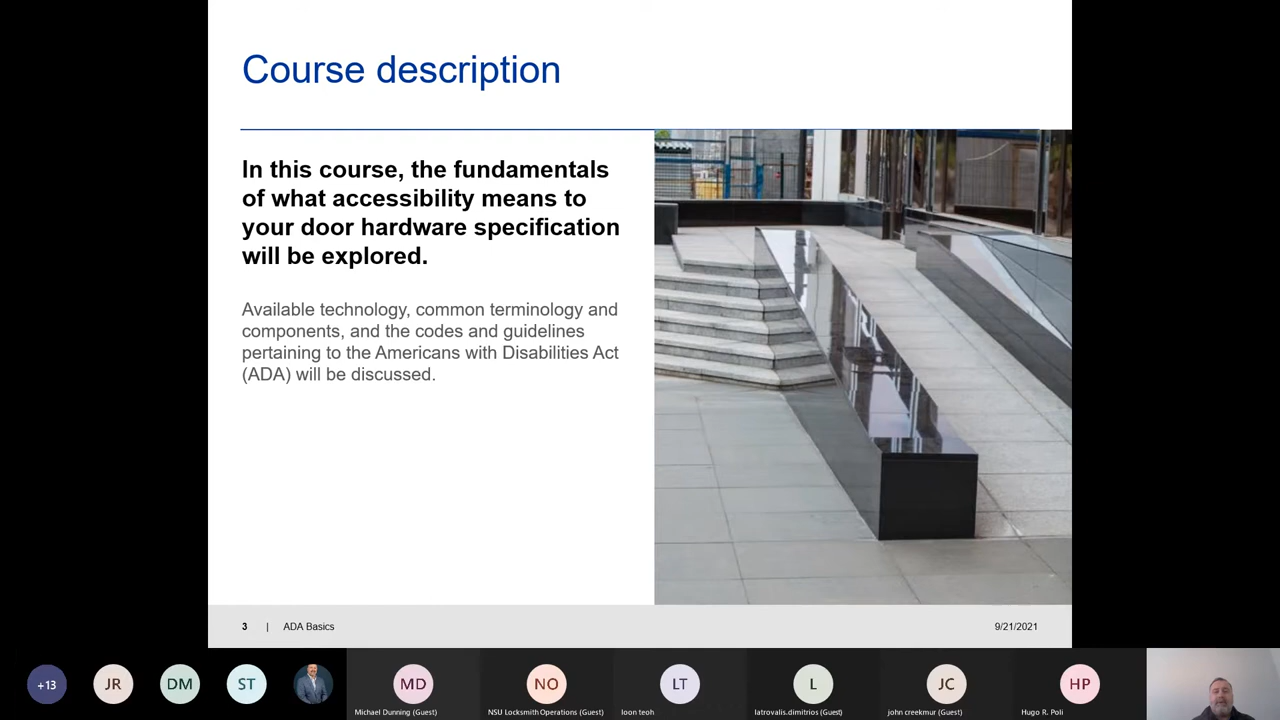 Course description
In this course, the fundamentals
of what accessibility means to
your door hardware specification
will be explored.
Available technology, common terminology and
components, and the codes and guidelines
pertaining to the Americans with Disabilities Act
(ADA) will be discussed.
3 | ADA Basics 9/21/2021
+13 JR DM ST MD NO LT L JC HP
Michael Dunning (Guest) NSU Locksmith Operations (Guest) loon teoh latrovalis.dimitrios (Guest) john creekmur (Guest) Hugo R. Poli